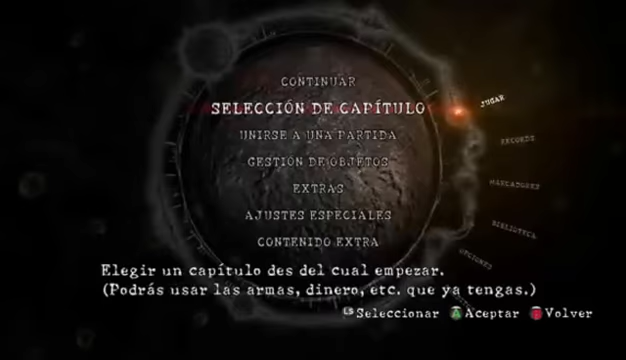 CONTINUAR
SELECCIÓN DE CAPÍTULO
UNIRSE A UNA PARTIDA
GESTIÓN DE OBJETOS
EXTRAS
AJUSTES ESPECIALES
CONTENIDO EXTRA
JUGAR
RECORDS
MARCADORES
BIBLIOTECA
OPCIONES
Elegir un capítulo des del cual empezar.
(Podrás usar las armas, dinero, etc. que ya tengas.)
LS Seleccionar A Aceptar B Volver